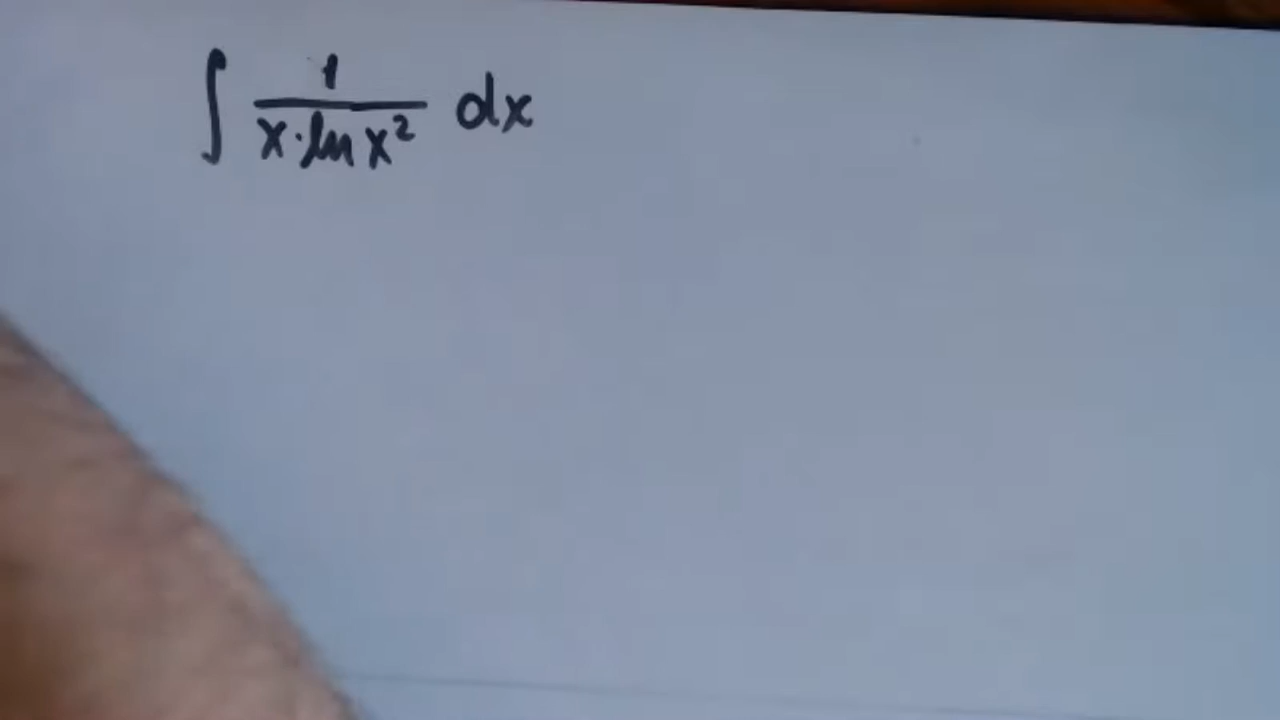 ∫ 1/(x·ln x²) dx